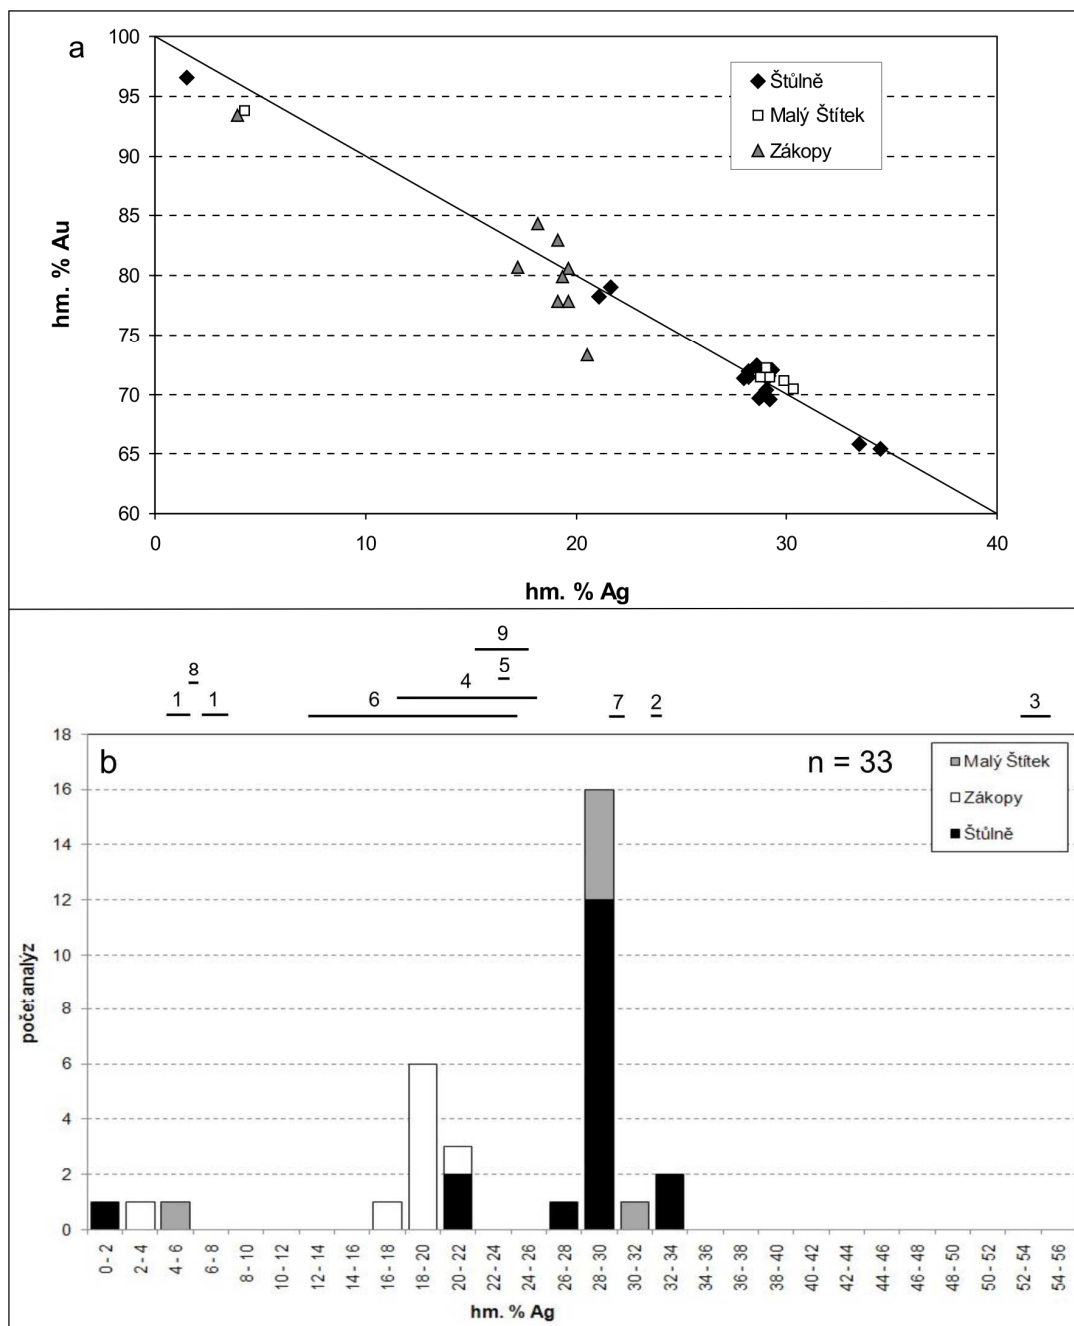 a
100
95
90
85
80
75
70
65
60
hm. % Au
Štůlně
Malý Štítek
Zákopy
0 10 20 30 40
hm. % Ag
9
8 5
1 1 6 4 7 2 3
18
16
14
12
10
8
6
4
2
0
b
n = 33
Malý Štítek
Zákopy
Štůlně
počet analýz
0 - 2 2 - 4 4 - 6 6 - 8 8 - 10 10 - 12 12 - 14 14 - 16 16 - 18 18 - 20 20 - 22 22 - 24 24 - 26 26 - 28 28 - 30 30 - 32 32 - 34 34 - 36 36 - 38 38 - 40 40 - 42 42 - 44 44 - 46 46 - 48 48 - 50 50 - 52 52 - 54 54 - 56
hm. % Ag